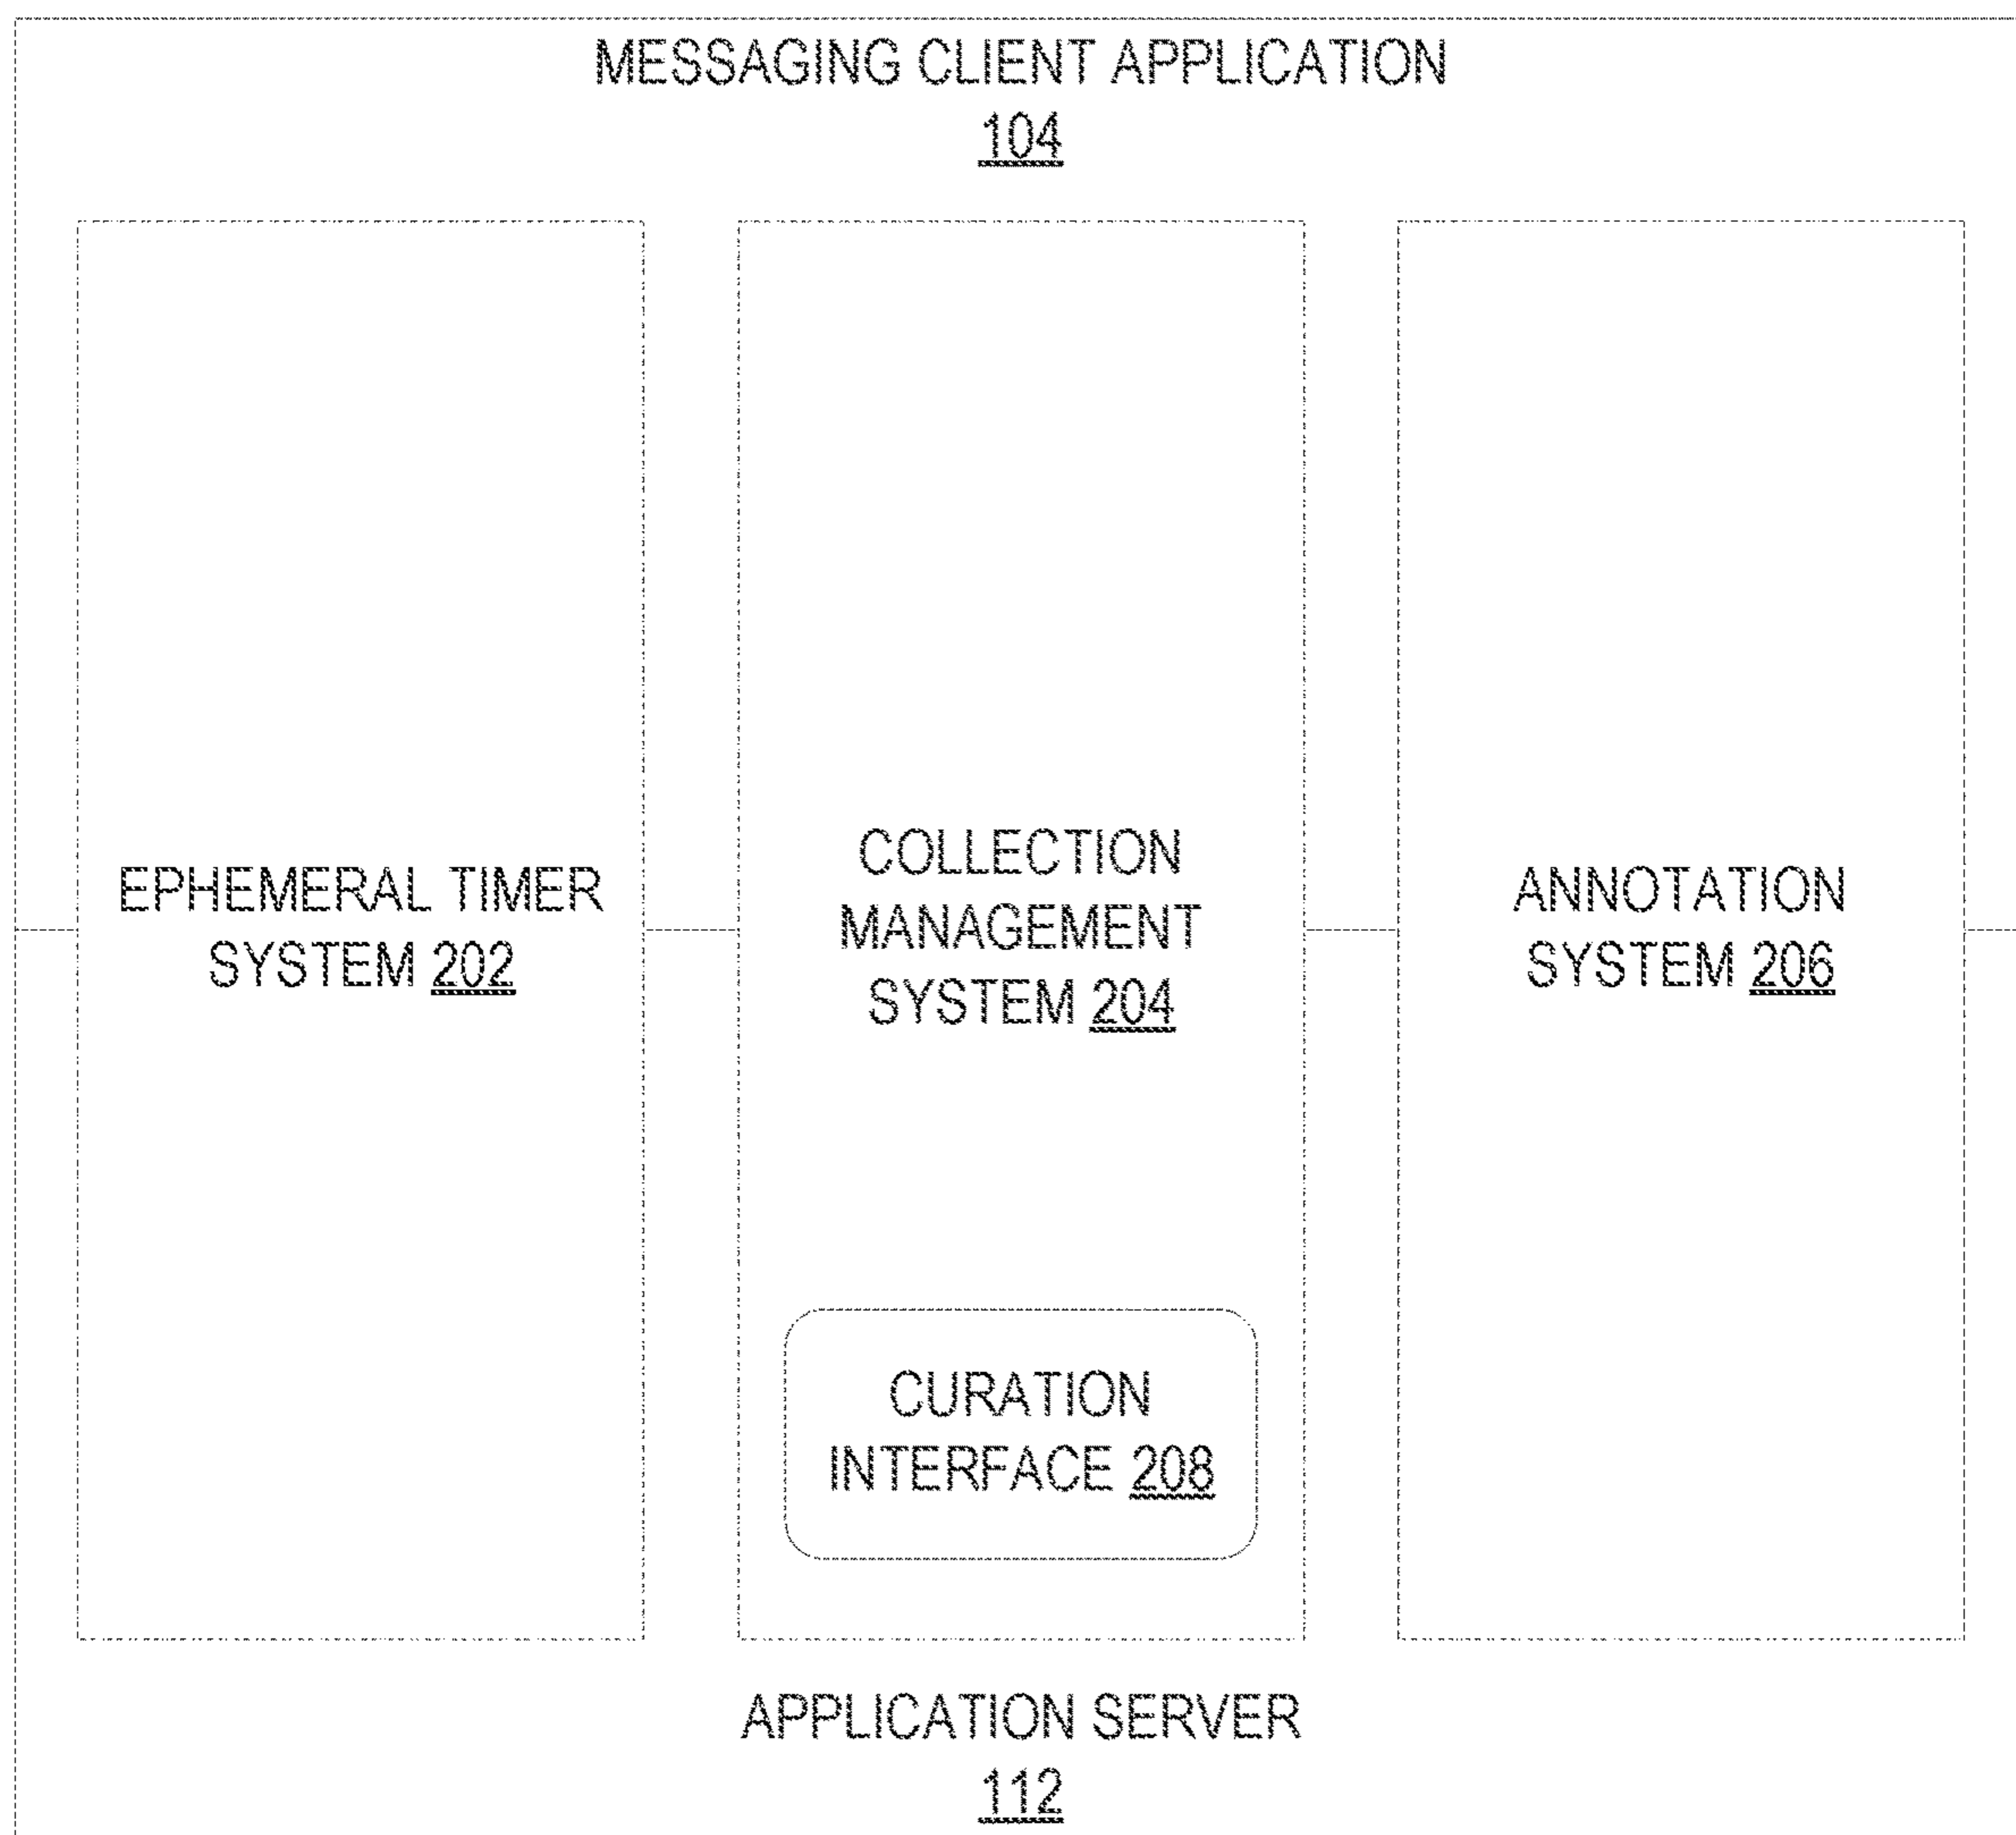 MESSAGING CLIENT APPLICATION
104
EPHEMERAL TIMER
SYSTEM 202
COLLECTION
MANAGEMENT
SYSTEM 204
ANNOTATION
SYSTEM 206
CURATION
INTERFACE 208
APPLICATION SERVER
112